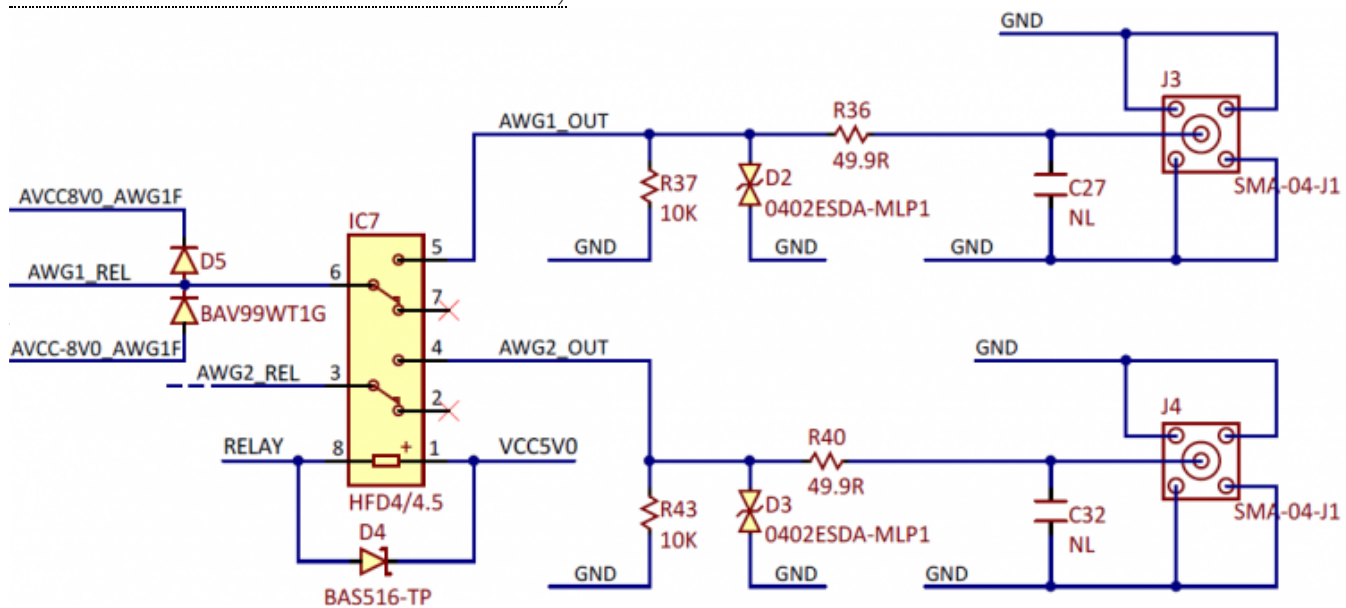 GND
J3
R36
AWG1_OUT
49.9R
R37
10K
D2
0402ESDA-MLP1
C27
NL
SMA-04-J1
AVCC8V0_AWG1F
IC7
GND
GND
GND
D5
AWG1_REL
6
5
7
BAV99WT1G
AVCC-8V0_AWG1F
4
AWG2_OUT
GND
AWG2_REL
3
2
J4
RELAY
8
+
1
VCC5V0
R40
49.9R
HFD4/4.5
R43
10K
D3
0402ESDA-MLP1
C32
NL
SMA-04-J1
D4
GND
GND
GND
BAS516-TP